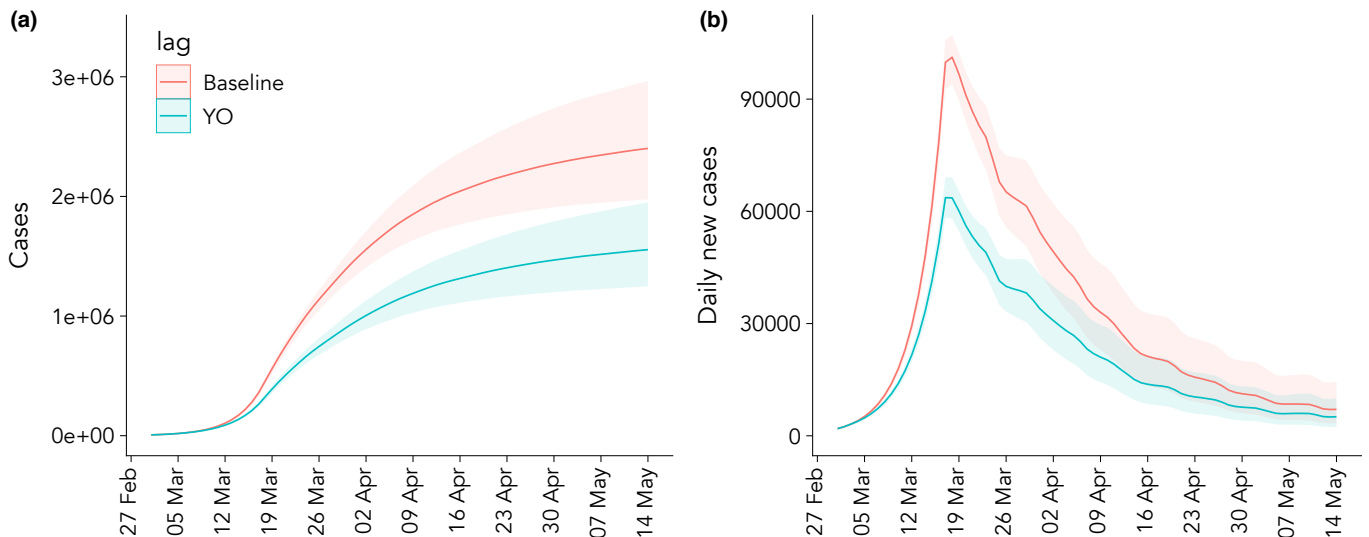 (a)
lag
Baseline
YO
Cases
3e+06
2e+06
1e+06
0e+00
27 Feb
05 Mar
12 Mar
19 Mar
26 Mar
02 Apr
09 Apr
16 Apr
23 Apr
30 Apr
07 May
14 May
(b)
Daily new cases
90000
60000
30000
0
27 Feb
05 Mar
12 Mar
19 Mar
26 Mar
02 Apr
09 Apr
16 Apr
23 Apr
30 Apr
07 May
14 May